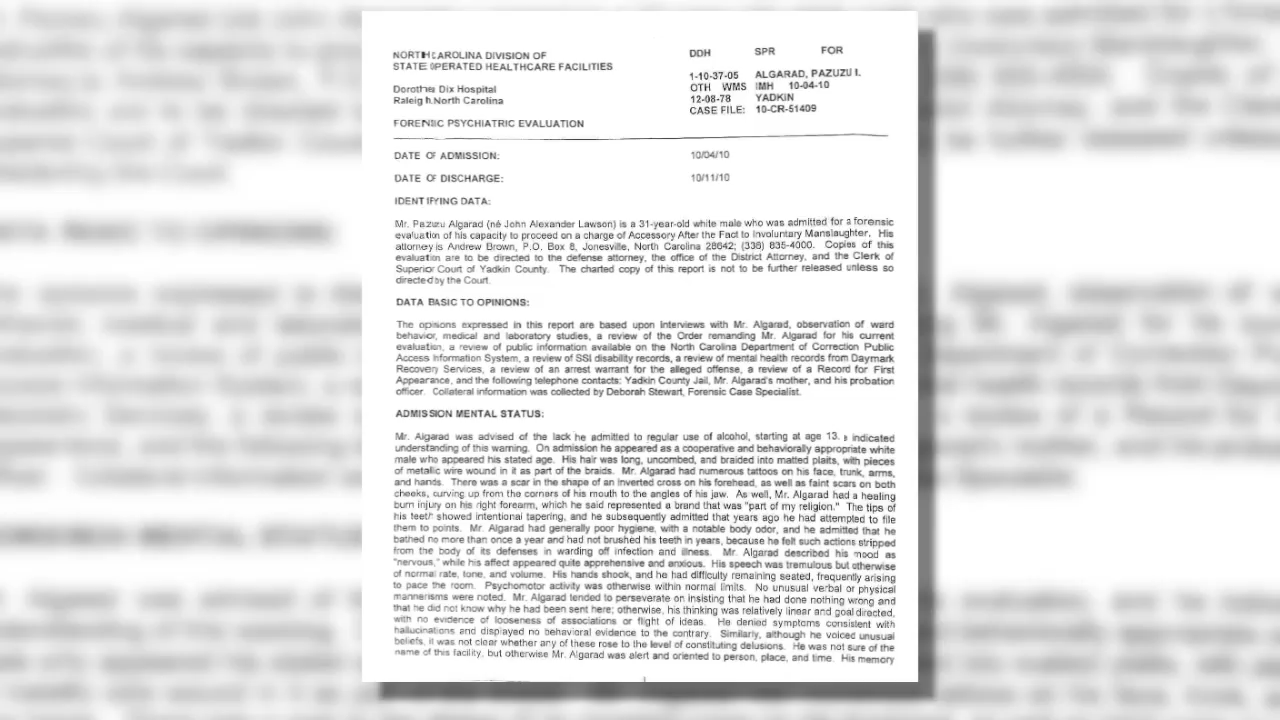 NORTH CAROLINA DIVISION OF
STATE OPERATED HEALTHCARE FACILITIES
Dorothea Dix Hospital
Raleigh, North Carolina
FORENSIC PSYCHIATRIC EVALUATION
DDH SPR FOR
1-10-37-05 ALGARAD, PAZUZU I.
OTH WMS IMH 10-04-10
12-08-78 YADKIN
CASE FILE: 10-CR-51409
DATE OF ADMISSION: 10/04/10
DATE OF DISCHARGE: 10/11/10
IDENTIFYING DATA:
Mr. Pazuzu Algarad (né John Alexander Lawson) is a 31-year-old white male who was admitted for a forensic
evaluation of his capacity to proceed on a charge of Accessory After the Fact to Involuntary Manslaughter. His
attorney is Andrew Brown, P.O. Box 8, Jonesville, North Carolina 28642; (336) 835-4000. Copies of this
evaluation are to be directed to the defense attorney, the office of the District Attorney, and the Clerk of
Superior Court of Yadkin County. The charted copy of this report is not to be further released unless so
directed by the Court.
DATA BASIC TO OPINIONS:
The opinions expressed in this report are based upon Interviews with Mr. Algarad, observation of ward
behavior, medical and laboratory studies, a review of the Order remanding Mr. Algarad for his current
evaluation, a review of public information available on the North Carolina Department of Correction Public
Access Information System, a review of SSI disability records, a review of mental health records from Daymark
Recovery Services, a review of an arrest warrant for the alleged offense, a review of a Record for First
Appearance, and the following telephone contacts: Yadkin County Jail, Mr. Algarad's mother, and his probation
officer. Collateral information was collected by Deborah Stewart, Forensic Case Specialist.
ADMISSION MENTAL STATUS:
Mr. Algarad was advised of the lack he admitted to regular use of alcohol, starting at age 13. indicated
understanding of this warning. On admission he appeared as a cooperative and behaviorally appropriate white
male who appeared his stated age. His hair was long, uncombed, and braided into matted plaits, with pieces
of metallic wire wound in it as part of the braids. Mr. Algarad had numerous tattoos on his face, trunk, arms,
and hands. There was a scar in the shape of an inverted cross on his forehead, as well as faint scars on both
cheeks, curving up from the corners of his mouth to the angles of his jaw. As well, Mr. Algarad had a healing
burn injury on his right forearm, which he said represented a brand that was "part of my religion." The tips of
his teeth showed intentional tapering, and he subsequently admitted that years ago he had attempted to file
them to points. Mr. Algarad had generally poor hygiene, with a notable body odor, and he admitted that he
bathed no more than once a year and had not brushed his teeth in years, because he felt such actions stripped
from the body of its defenses in warding off infection and illness. Mr. Algarad described his mood as
"nervous," while his affect appeared quite apprehensive and anxious. His speech was tremulous but otherwise
of normal rate, tone, and volume. His hands shook, and he had difficulty remaining seated, frequently arising
to pace the room. Psychomotor activity was otherwise within normal limits. No unusual verbal or physical
mannerisms were noted. Mr. Algarad tended to perseverate on insisting that he had done nothing wrong and
that he did not know why he had been sent here; otherwise, his thinking was relatively linear and goal directed,
with no evidence of looseness of associations or flight of ideas. He denied symptoms consistent with
hallucinations and displayed no behavioral evidence to the contrary. Similarly, although he voiced unusual
beliefs, it was not clear whether any of these rose to the level of constituting delusions. He was not sure of the
name of this facility, but otherwise Mr. Algarad was alert and oriented to person, place, and time. His memory